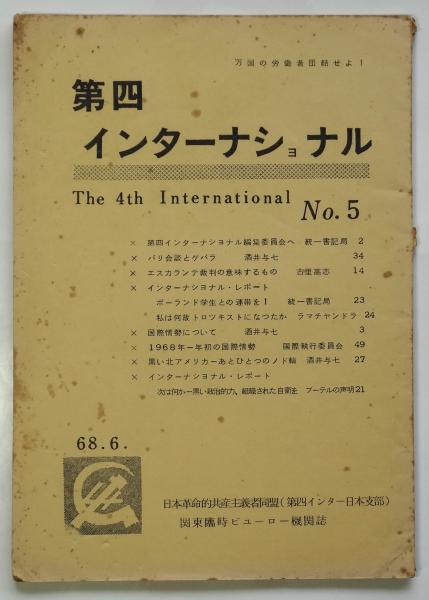 万国の労働者団結せよ!
第四
インターナショナル
The 4th International No.5
× 第四インターナショナル編集委員会へ 統一書記局 2
× パリ会談とゲバラ 酒井与七 34
× エスカランテ裁判の意味するもの 古里高志 14
× インターナショナル・レポート
ポーランド学生との連帯を! 統一書記局 23
私は何故トロツキストになつたか ラマチヤンドラ 24
× 国際情勢について 酒井与七 3
× 1968年-年初の国際情勢 国際執行委員会 49
× 黒い北アメリカーあとひとつのノド輪 酒井与七 27
× インターナショナル・レポート
次は何か-黒い政治的力、組織された自衛を ブーテルの声明 21
68.6.
日本革命的共産主義者同盟(第四インター日本支部)
関東臨時ビューロー機関誌